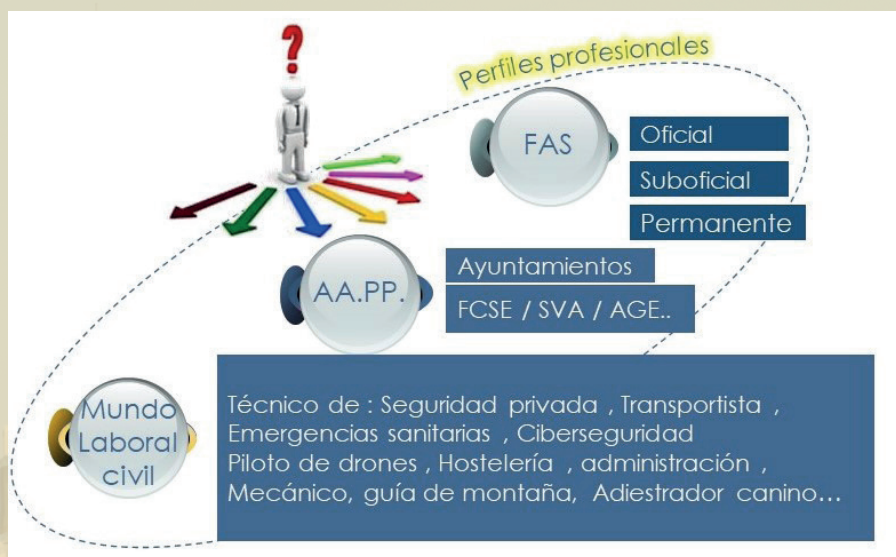 ?
Perfiles profesionales
FAS
Oficial
Suboficial
Permanente
AA.PP.
Ayuntamientos
FCSE / SVA / AGE..
Mundo
Laboral
civil
Técnico de : Seguridad privada , Transportista ,
Emergencias sanitarias , Ciberseguridad
Piloto de drones , Hostelería , administración ,
Mecánico, guía de montaña, Adiestrador canino...